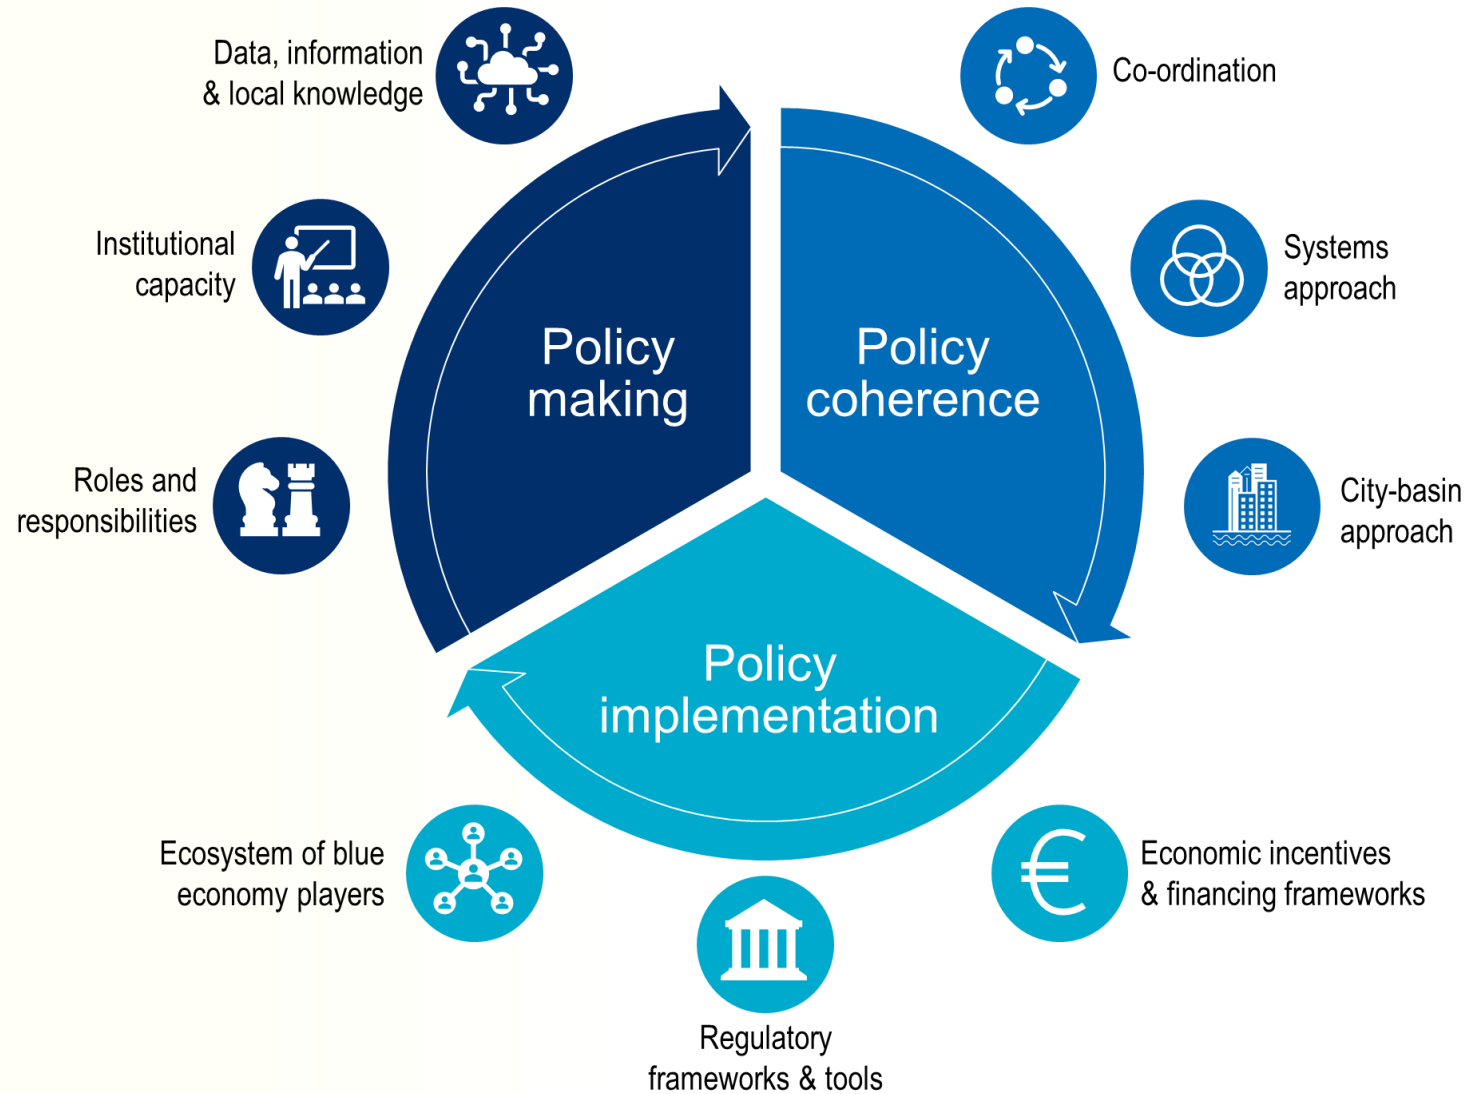 Data, information
& local knowledge
Co-ordination
Institutional
capacity
Systems
approach
Policy
making
Policy
coherence
Roles and
responsibilities
City-basin
approach
Policy
implementation
Ecosystem of blue
economy players
Economic incentives
& financing frameworks
€
Regulatory
frameworks & tools